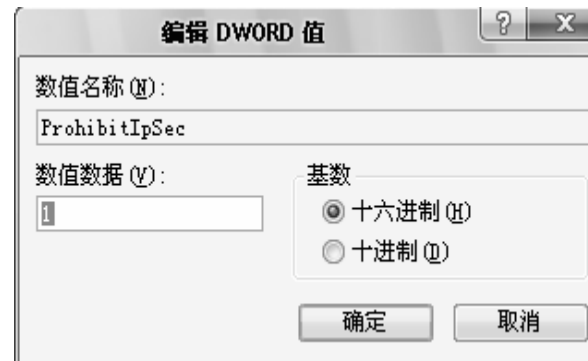 编辑 DWORD 值
? X
数值名称(N):
ProhibitIpSec
数值数据(V):
1
基数
十六进制(H)
十进制(D)
确定
取消